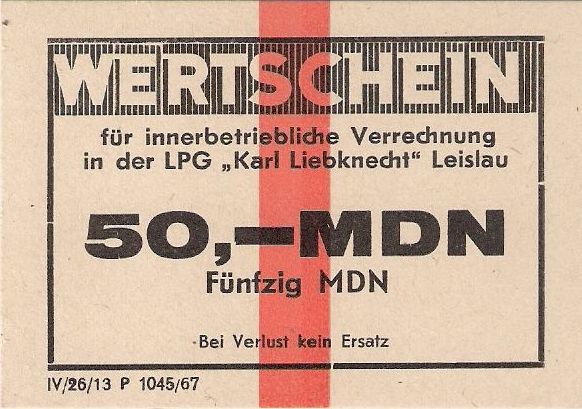 WERTSCHEIN
für innerbetriebliche Verrechnung
in der LPG „Karl Liebknecht“ Leislau
50,—MDN
Fünfzig MDN
Bei Verlust kein Ersatz
IV/26/13 P 1045/67